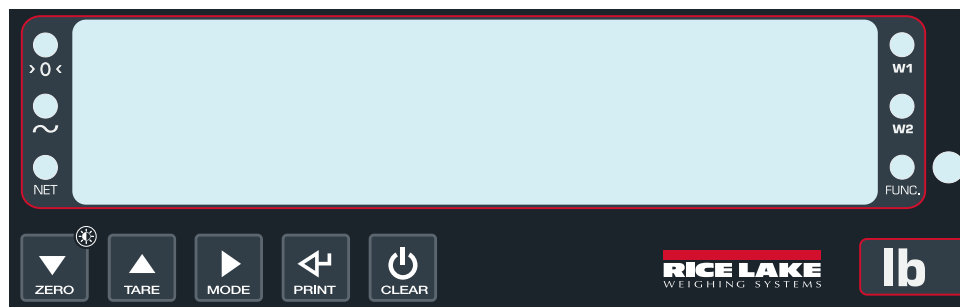 >0<
W1
~
W2
NET
FUNC.
ZERO
TARE
MODE
PRINT
CLEAR
RICE LAKE
WEIGHING SYSTEMS
lb